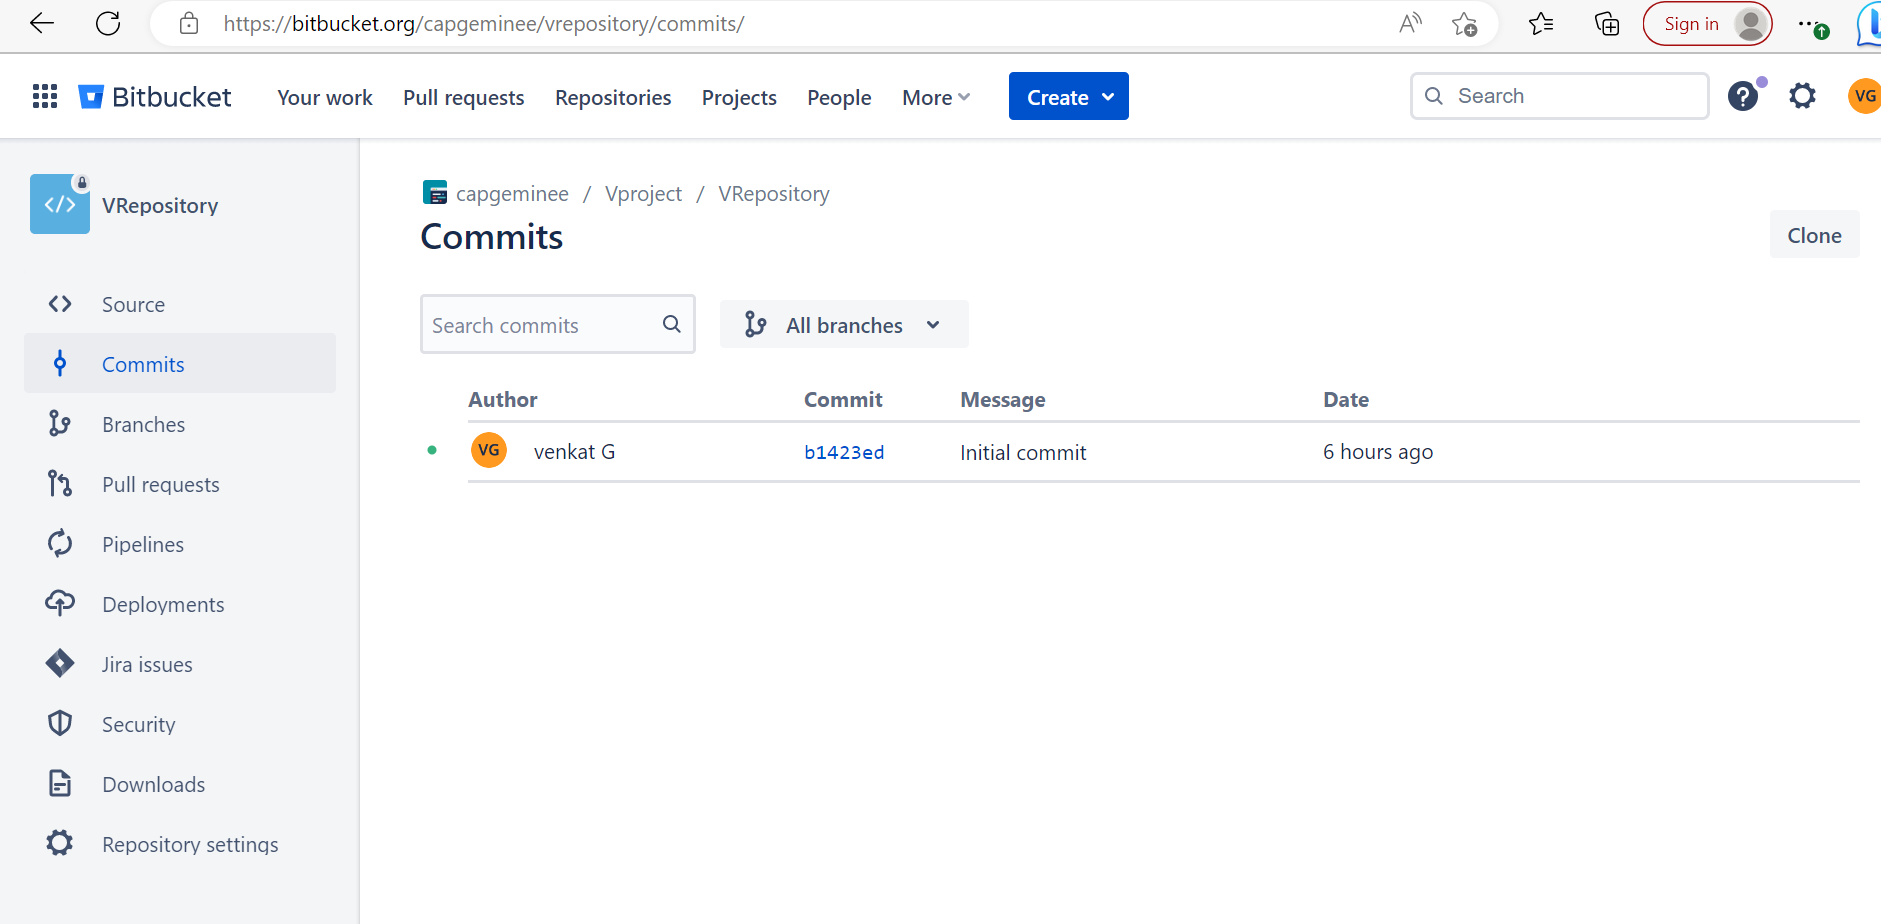 https://bitbucket.org/capgeminee/vrepository/commits/
Sign in
Bitbucket
Your work
Pull requests
Repositories
Projects
People
More
Create
Search
VG
VRepository
Source
Commits
Branches
Pull requests
Pipelines
Deployments
Jira issues
Security
Downloads
Repository settings
capgeminee / Vproject / VRepository
Commits
Clone
Search commits
All branches
Author Commit Message Date
VG venkat G b1423ed Initial commit 6 hours ago